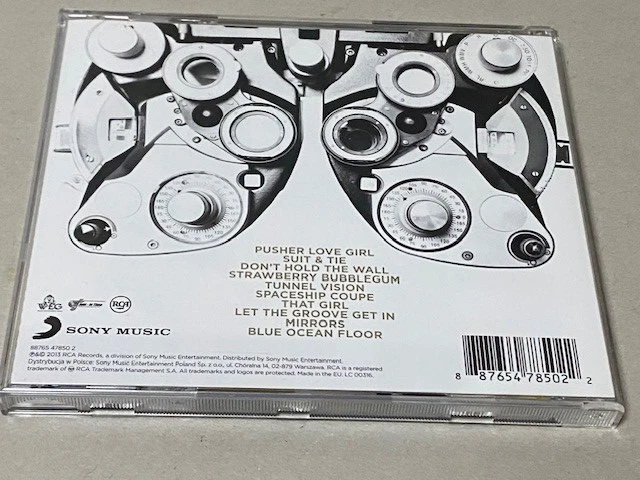 PUSHER LOVE GIRL
SUIT & TIE
DON'T HOLD THE WALL
STRAWBERRY BUBBLEGUM
TUNNEL VISION
SPACESHIP COUPE
THAT GIRL
LET THE GROOVE GET IN
MIRRORS
BLUE OCEAN FLOOR
RCA
SONY MUSIC
88765 47850 2
℗&© 2013 RCA Records, a division of Sony Music Entertainment. Distributed by Sony Music Entertainment.
Dystrybucja w Polsce: Sony Music Entertainment Poland Sp. z o.o., ul. Chóralna 14, 02-879 Warszawa, RCA is a registered
trademark of RCA Trademark Management S.A. All trademarks and logos are protected. Made in the EU. LC 00316.
8 87654 78502 2